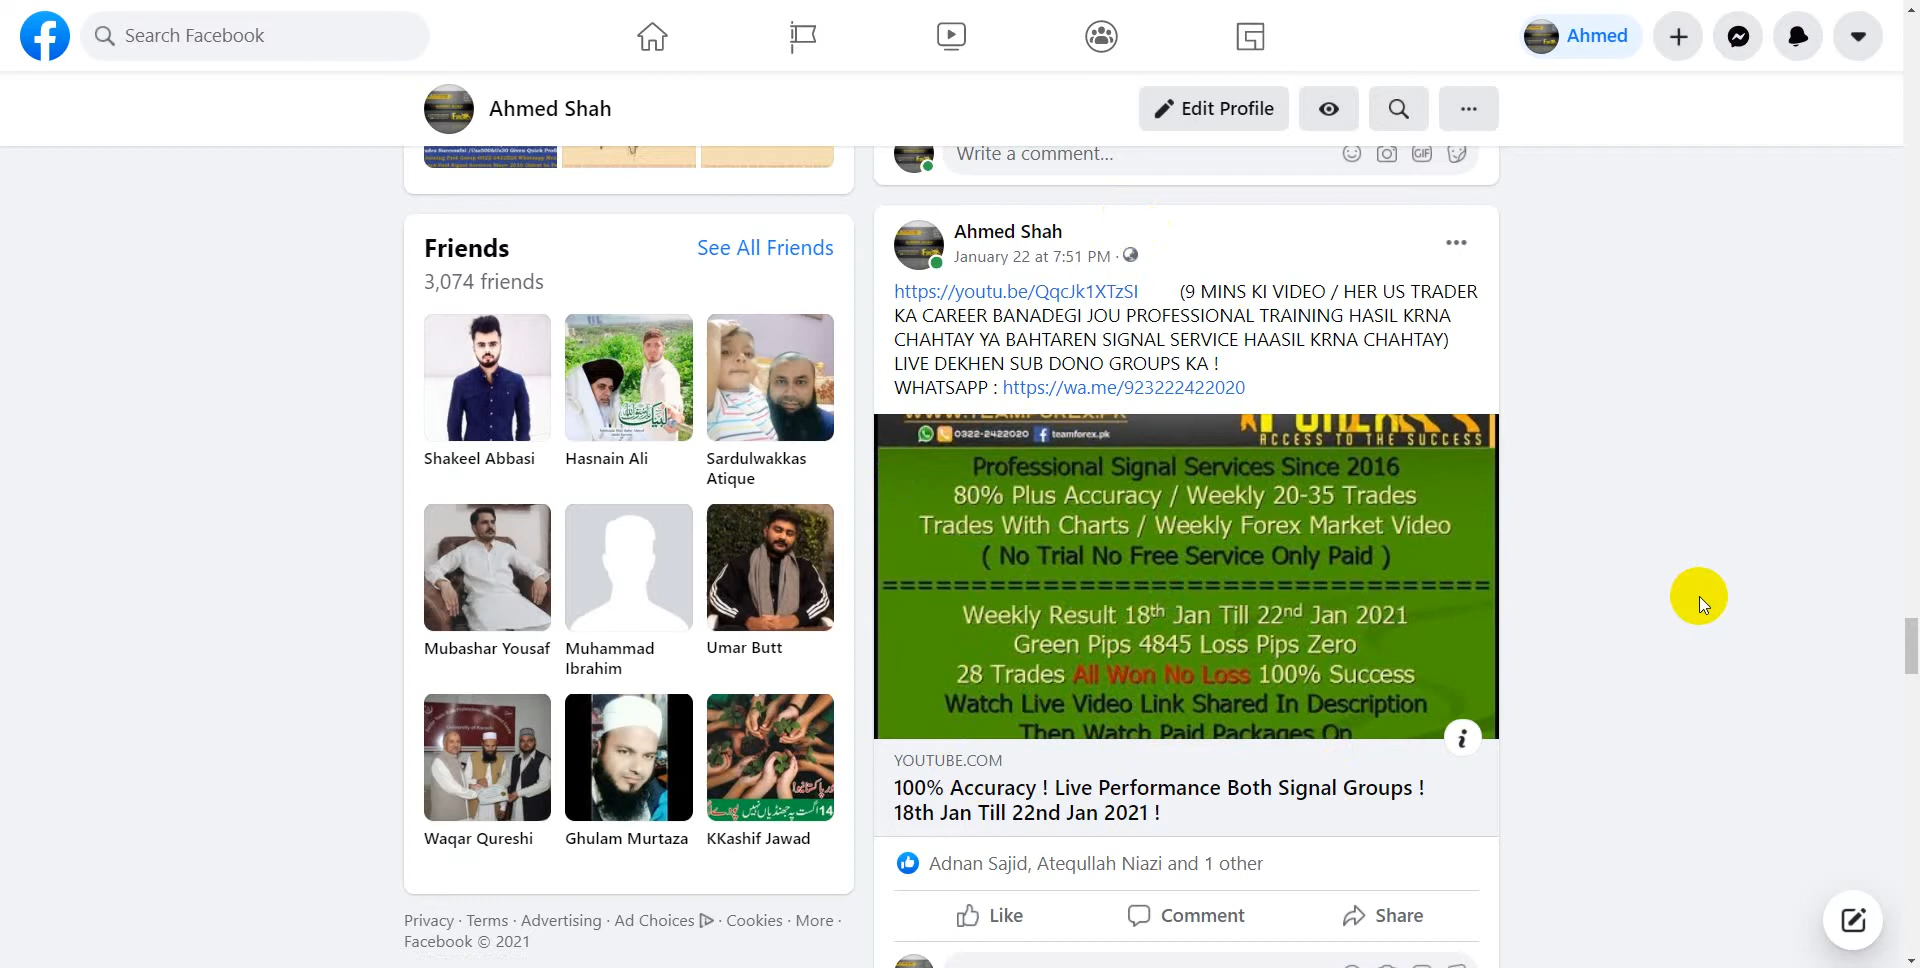 Search Facebook
Ahmed
Ahmed Shah
Edit Profile
Write a comment...
GIF
Friends
See All Friends
3,074 friends
Shakeel Abbasi
Hasnain Ali
Sardulwakkas
Atique
Mubashar Yousaf
Muhammad
Ibrahim
Umar Butt
Waqar Qureshi
Ghulam Murtaza
KKashif Jawad
Privacy · Terms · Advertising · Ad Choices · Cookies · More ·
Facebook © 2021
Ahmed Shah
January 22 at 7:51 PM ·
https://youtu.be/QqcJk1XTzSI (9 MINS KI VIDEO / HER US TRADER
KA CAREER BANADEGI JOU PROFESSIONAL TRAINING HASIL KRNA
CHAHTAY YA BAHTAREN SIGNAL SERVICE HAASIL KRNA CHAHTAY)
LIVE DEKHEN SUB DONO GROUPS KA !
WHATSAPP : https://wa.me/923222422020
WWW.TEAMFOREX.PK
0322-2422020 teamforex.pk
ACCESS TO THE SUCCESS
Professional Signal Services Since 2016
80% Plus Accuracy / Weekly 20-35 Trades
Trades With Charts / Weekly Forex Market Video
( No Trial No Free Service Only Paid )
===================================
Weekly Result 18th Jan Till 22nd Jan 2021
Green Pips 4845 Loss Pips Zero
28 Trades All Won No Loss 100% Success
Watch Live Video Link Shared In Description
Then Watch Paid Packages On
YOUTUBE.COM
100% Accuracy ! Live Performance Both Signal Groups !
18th Jan Till 22nd Jan 2021 !
Adnan Sajid, Atequllah Niazi and 1 other
Like
Comment
Share